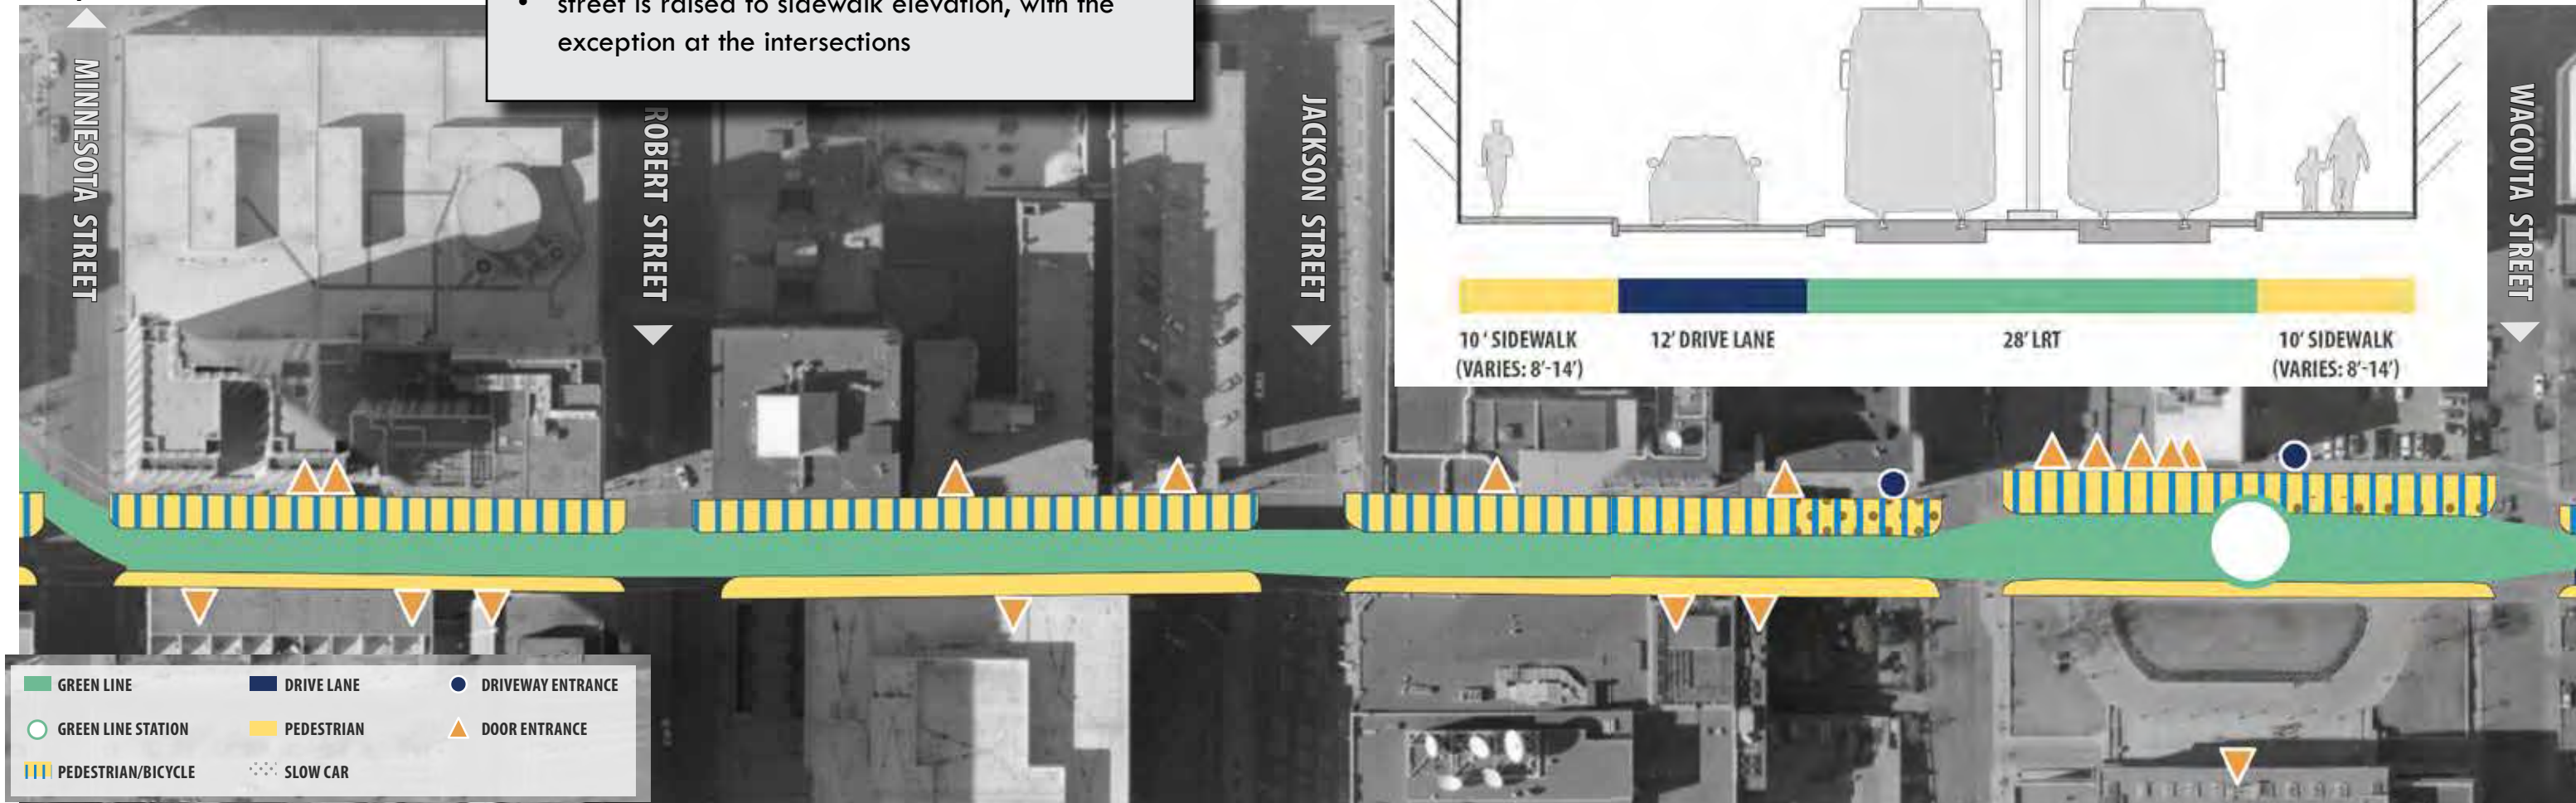 street is raised to sidewalk elevation, with the
exception at the intersections
MINNESOTA STREET
ROBERT STREET
JACKSON STREET
WACOUTA STREET
10' SIDEWALK
(VARIES: 8'-14')
12' DRIVE LANE
28' LRT
10' SIDEWALK
(VARIES: 8'-14')
GREEN LINE
DRIVE LANE
DRIVEWAY ENTRANCE
GREEN LINE STATION
PEDESTRIAN
DOOR ENTRANCE
PEDESTRIAN/BICYCLE
SLOW CAR